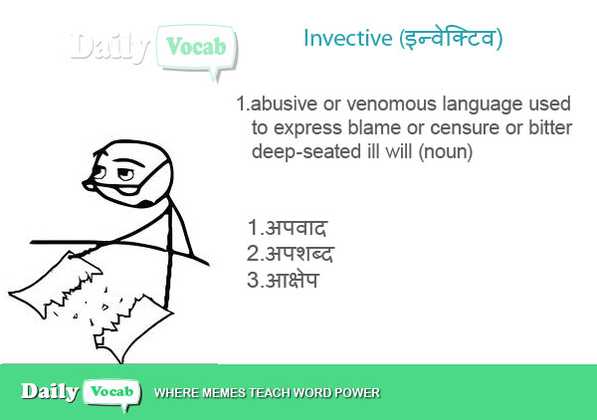 Daily Vocab
Invective (इन्वेक्टिव)
1.abusive or venomous language used
to express blame or censure or bitter
deep-seated ill will (noun)
1.अपवाद
2.अपशब्द
3.आक्षेप
Daily Vocab WHERE MEMES TEACH WORD POWER